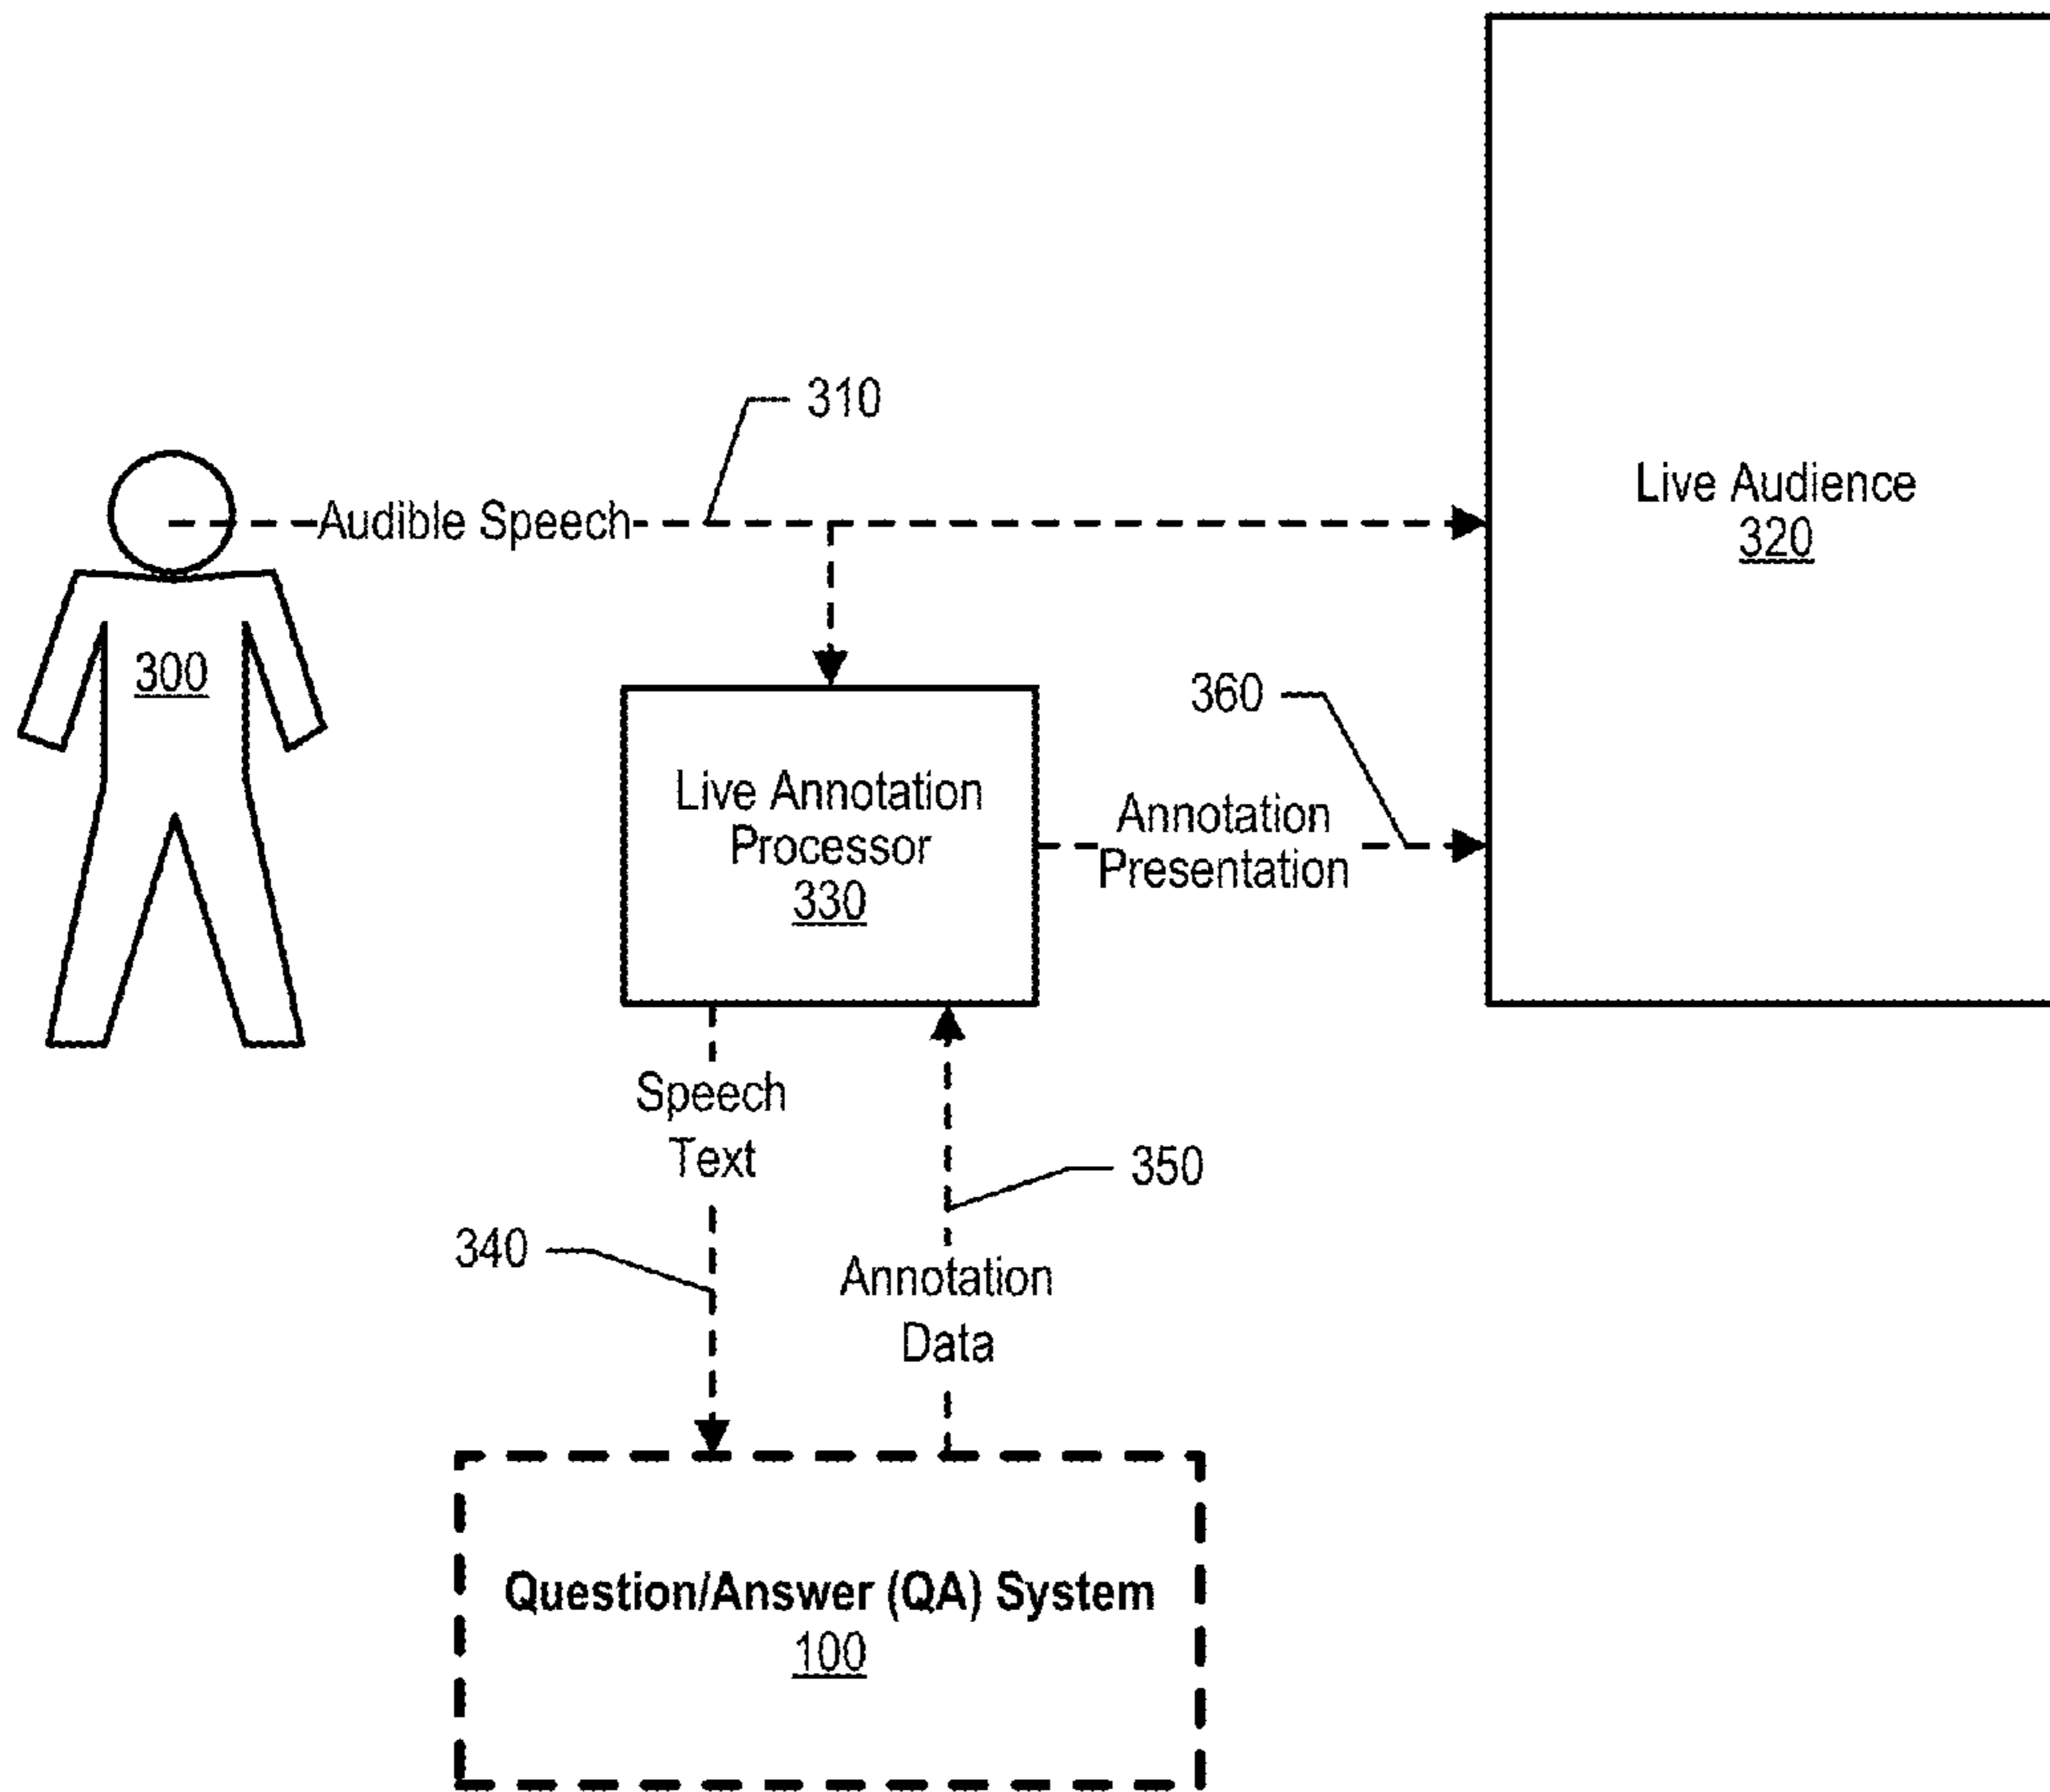 310
Audible Speech
Live Audience
320
300
360
Live Annotation
Processor
330
Annotation
Presentation
Speech
Text
350
340
Annotation
Data
Question/Answer (QA) System
100